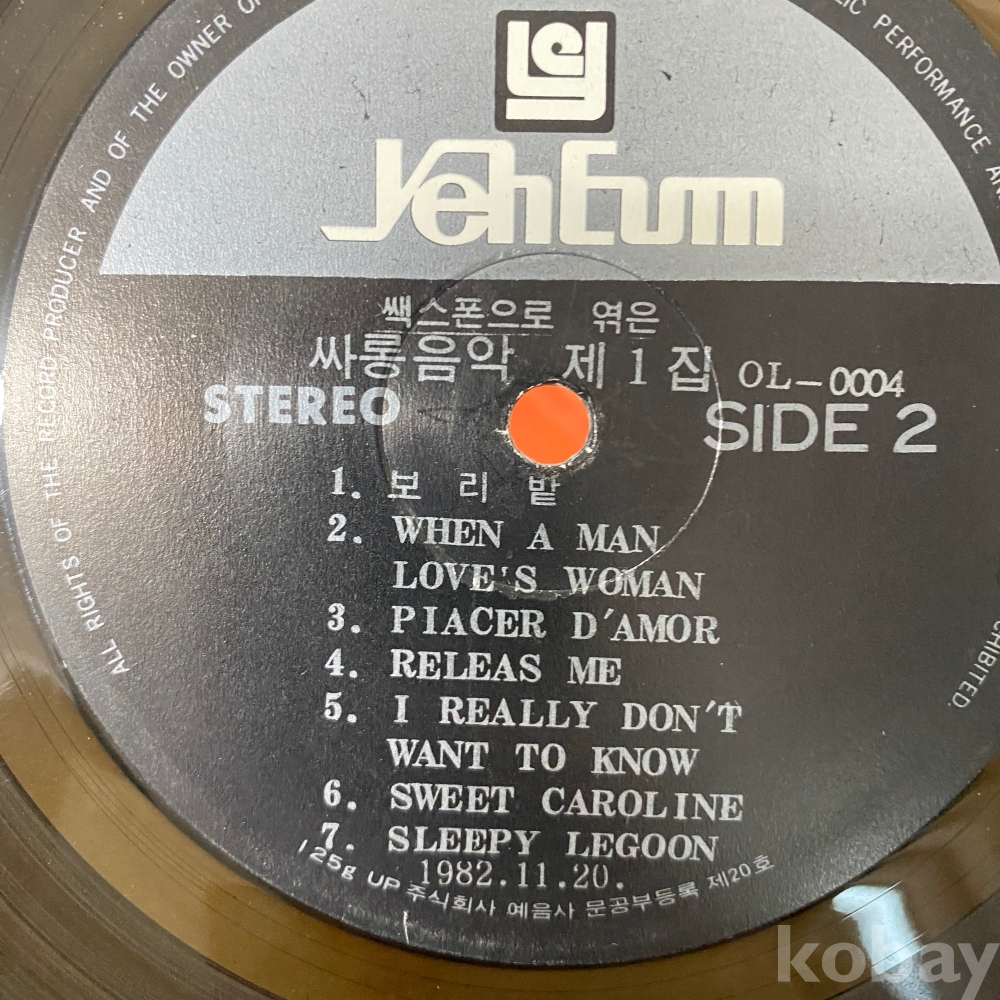 ALL RIGHTS OF THE RECORD PRODUCER AND OF THE OWNER OF
PERFORMANCE
YehEum
쌕스폰으로 엮은
싸롱음악 제1집 OL-0004
STEREO
SIDE 2
1. 보리밭
2. WHEN A MAN
LOVE'S WOMAN
3. PIACER D'AMOR
4. RELEAS ME
5. I REALLY DON'T
WANT TO KNOW
6. SWEET CAROLINE
7. SLEEPY LEGOON
1982.11.20.
125g UP 주식회사 예음사 문공부등록 제20호
kobay